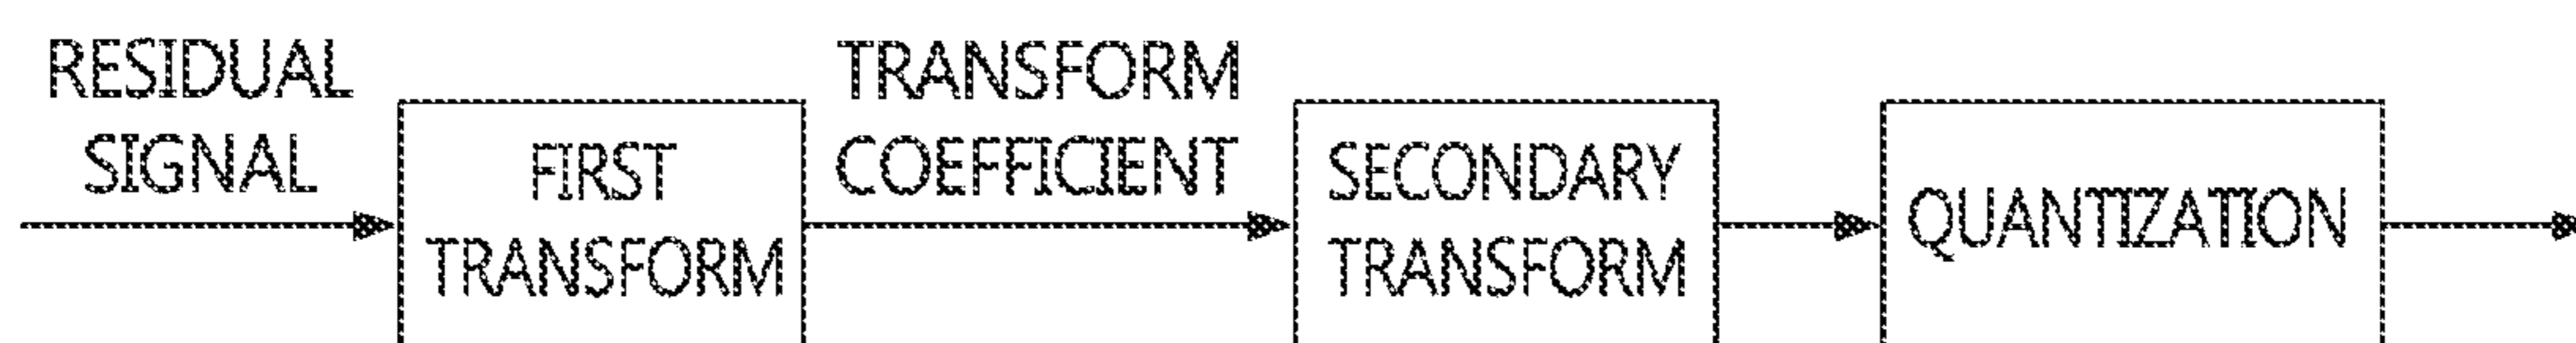 RESIDUAL
SIGNAL
FIRST
TRANSFORM
TRANSFORM
COEFFICIENT
SECONDARY
TRANSFORM
QUANTIZATION